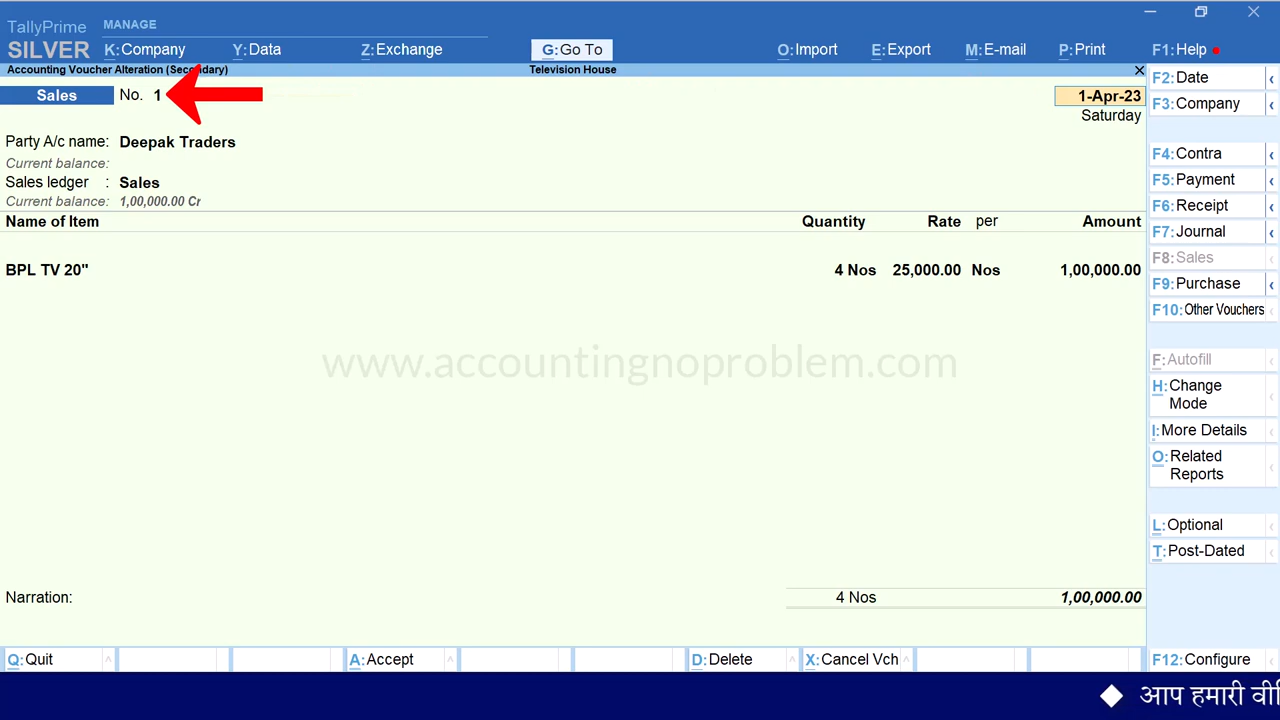 TallyPrime MANAGE
SILVER K:Company Y:Data Z:Exchange G:Go To O:Import E:Export M:E-mail P:Print F1:Help
Accounting Voucher Alteration (Secondary) Television House
Sales No. 1 1-Apr-23
Saturday
Party A/c name: Deepak Traders
Current balance:
Sales ledger : Sales
Current balance: 1,00,000.00 Cr
Name of Item Quantity Rate per Amount
BPL TV 20" 4 Nos 25,000.00 Nos 1,00,000.00
www.accountingnoproblem.com
Narration: 4 Nos 1,00,000.00
Q:Quit A:Accept D:Delete X:Cancel Vch
F2:Date
F3:Company
F4:Contra
F5:Payment
F6:Receipt
F7:Journal
F8:Sales
F9:Purchase
F10:Other Vouchers
F:Autofill
H:Change
Mode
I:More Details
O:Related
Reports
L:Optional
T:Post-Dated
F12:Configure
आप हमारी